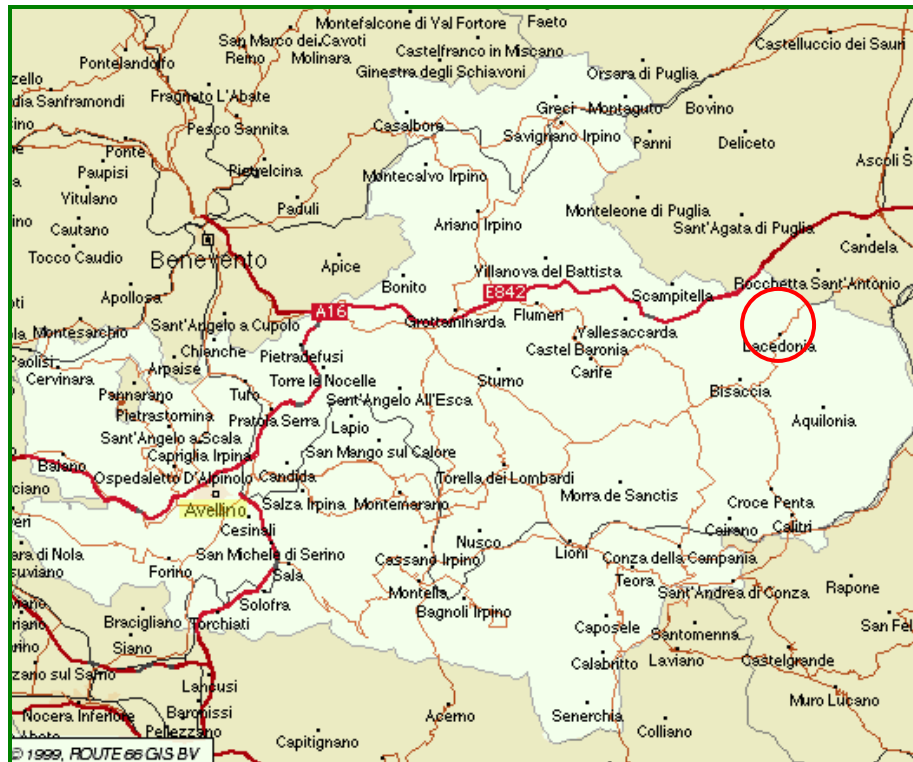 Montefalcone di Val Fortore
Faeto
San Marco dei Cavoti
Castelluccio dei Sauri
Reino
Molinara
Castelfranco in Miscano
Pontelandolfo
Ginestra degli Schiavoni
Orsara di Puglia
zello
dia Sanframondi
Fragneto L'Abate
Greci
Montaguto
Bovino
Casalbore
Pesco Sannita
Savignano Irpino
Panni
Deliceto
Ponte
Paupisi
Pietrelcina
Montecalvo Irpino
Ascoli S
Vitulano
Paduli
Monteleone di Puglia
Cautano
Ariano Irpino
Sant'Agata di Puglia
Candela
Tocco Caudio
Benevento
Apice
Villanova del Battista
Bonito
Scampitella
Rocchetta Sant'Antonio
Apollosa
E842
A16
Flumeri
Montesarchio
Sant'Angelo a Cupolo
Grottaminarda
Vallesaccarda
Chianche
Lacedonia
Paolisi
Arpaise
Pietradefusi
Castel Baronia
Carife
Cervinara
Torre le Nocelle
Sturno
Bisaccia
Pannarano
Tufo
Sant'Angelo All'Esca
Pietrastornina
Pratola Serra
Lapio
Aquilonia
Sant'Angelo a Scala
Capriglia Irpina
San Mango sul Calore
Baiano
Ospedaletto D'Alpinolo
Candida
Torella dei Lombardi
ciano
Salza Irpina
Montemarano
Morra de Sanctis
Croce Penta
Avellino
Cesinali
Cairano
Calitri
eri
Nusco
ara di Nola
San Michele di Serino
Cassano Irpino
Lioni
Conza della Campania
suviano
Forino
Sala
Teora
Montella
Sant'Andrea di Conza
Rapone
Solofra
Bagnoli Irpino
Bracigliano
Torchiati
Caposele
Santomenna
San Fel
Siano
Calabritto
Laviano
Castelgrande
zano sul Sarno
Lancusi
Muro Lucano
Nocera Inferiore
Baronissi
Acerno
Senerchia
Colliano
Pellezzano
Capitignano
© 1999, ROUTE 66 GIS BV